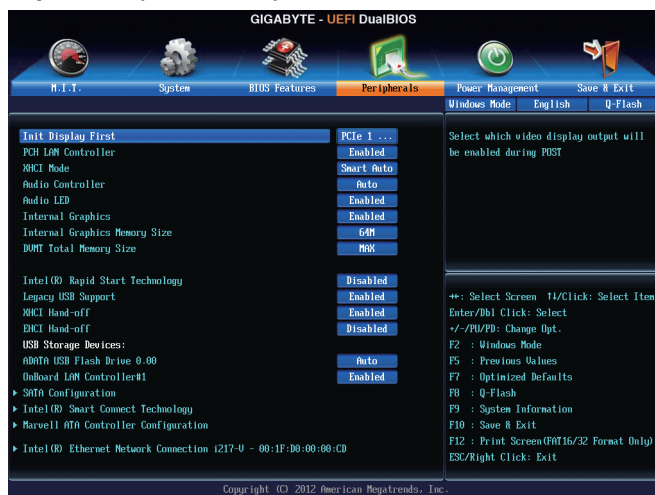 GIGABYTE - UEFI DualBIOS
M.I.T.
System
BIOS Features
Peripherals
Power Management
Save & Exit
Windows Mode
English
Q-Flash
Init Display First PCIe 1 ...
PCH LAN Controller Enabled
XHCI Mode Smart Auto
Audio Controller Auto
Audio LED Enabled
Internal Graphics Enabled
Internal Graphics Memory Size 64M
DVMT Total Memory Size MAX
Intel(R) Rapid Start Technology Disabled
Legacy USB Support Enabled
XHCI Hand-off Enabled
EHCI Hand-off Disabled
USB Storage Devices:
ADATA USB Flash Drive 0.00 Auto
OnBoard LAN Controller#1 Enabled
SATA Configuration
Intel(R) Smart Connect Technology
Marvell ATA Controller Configuration
Intel(R) Ethernet Network Connection i217-V - 00:1F:D0:00:00:CD
Select which video display output will
be enabled during POST
→←: Select Screen ↑↓/Click: Select Item
Enter/Dbl Click: Select
+/-/PU/PD: Change Opt.
F2 : Windows Mode
F5 : Previous Values
F7 : Optimized Defaults
F8 : Q-Flash
F9 : System Information
F10 : Save & Exit
F12 : Print Screen(FAT16/32 Format Only)
ESC/Right Click: Exit
Copyright (C) 2012 American Megatrends, Inc.